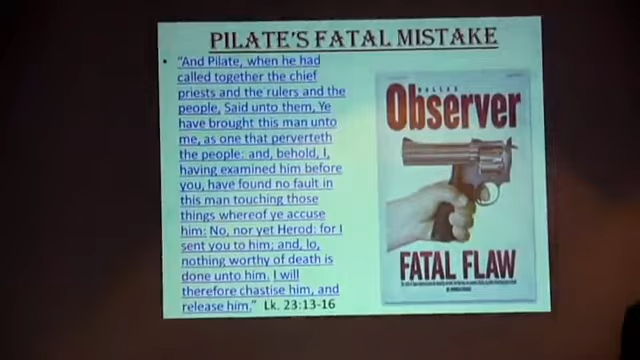 PILATE'S FATAL MISTAKE
• "And Pilate, when he had
called together the chief
priests and the rulers and the
people, Said unto them, Ye
have brought this man unto
me, as one that perverteth
the people: and, behold, I,
having examined him before
you, have found no fault in
this man touching those
things whereof ye accuse
him: No, nor yet Herod: for I
sent you to him; and, lo,
nothing worthy of death is
done unto him. I will
therefore chastise him, and
release him." Lk. 23:13-16
DALLAS
Observer
FATAL FLAW